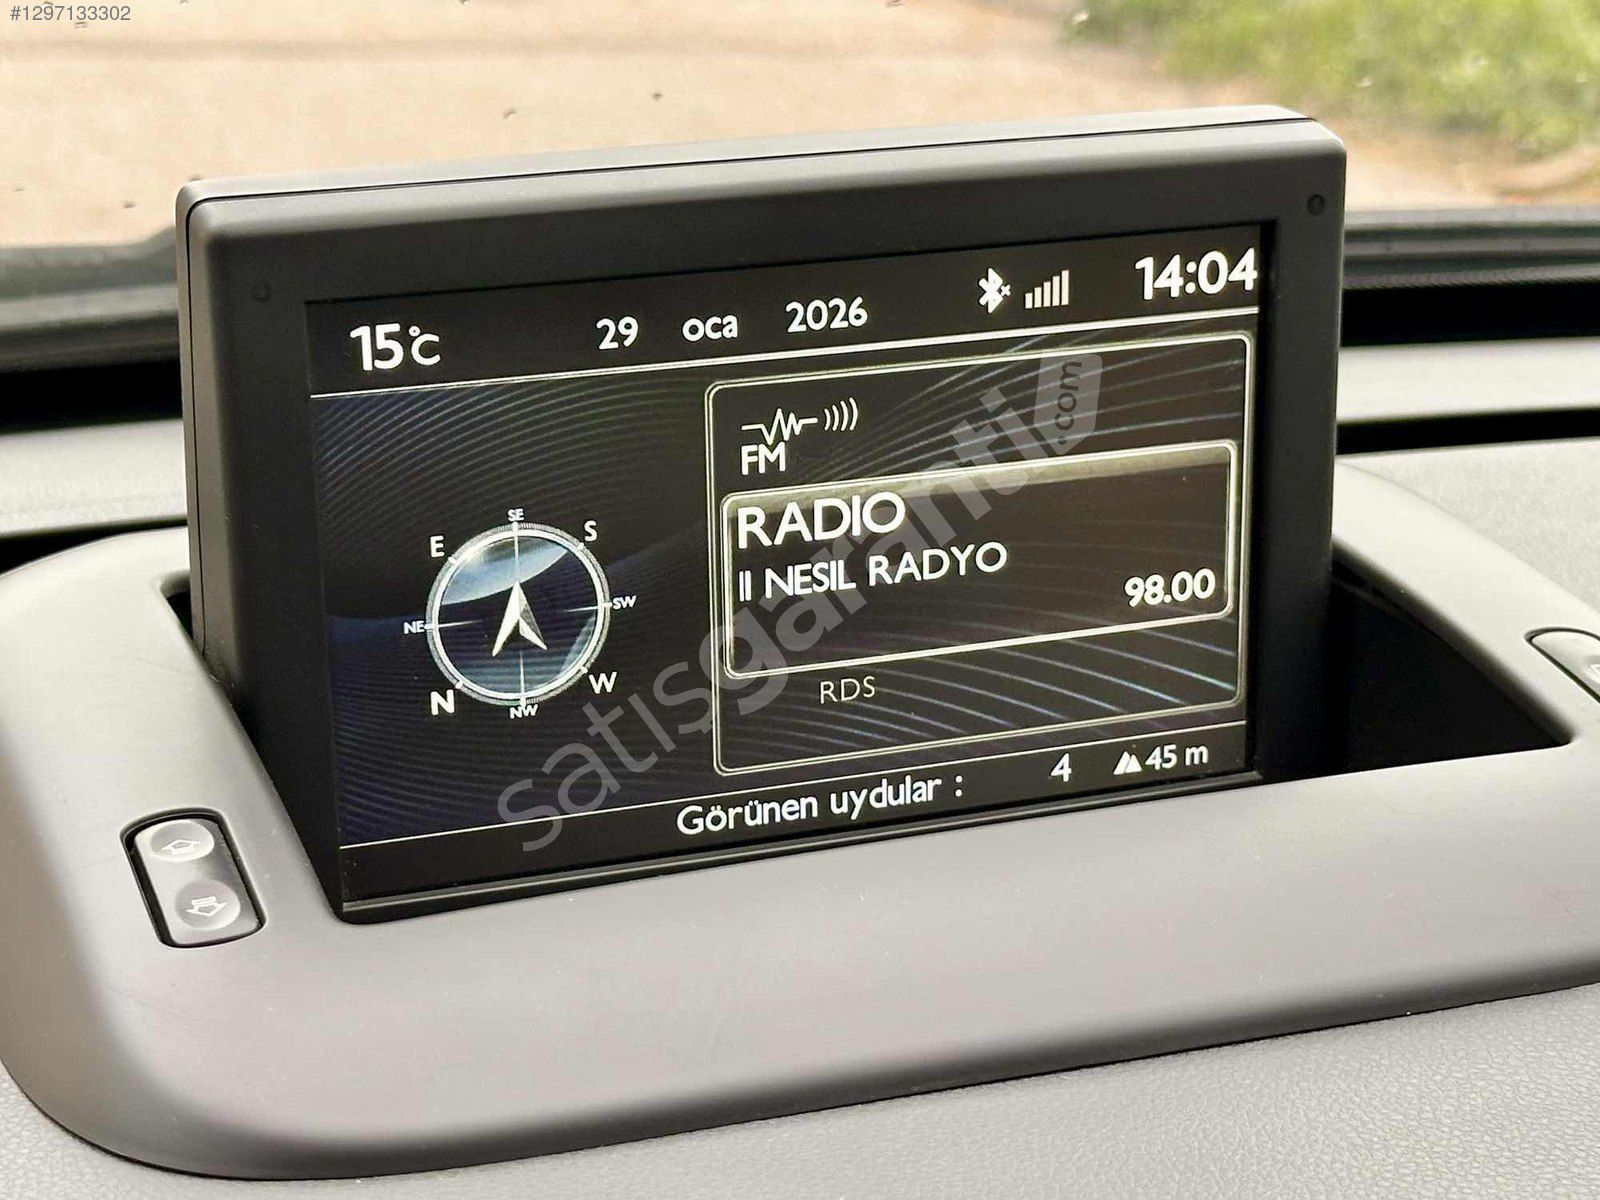 #1297133302
15°C 29 oca 2026 14:04
FM
RADIO
II NESIL RADYO
98.00
RDS
SE
E S
NE SW
N W
NW
Görünen uydular : 4 45 m
satışgaranti.com